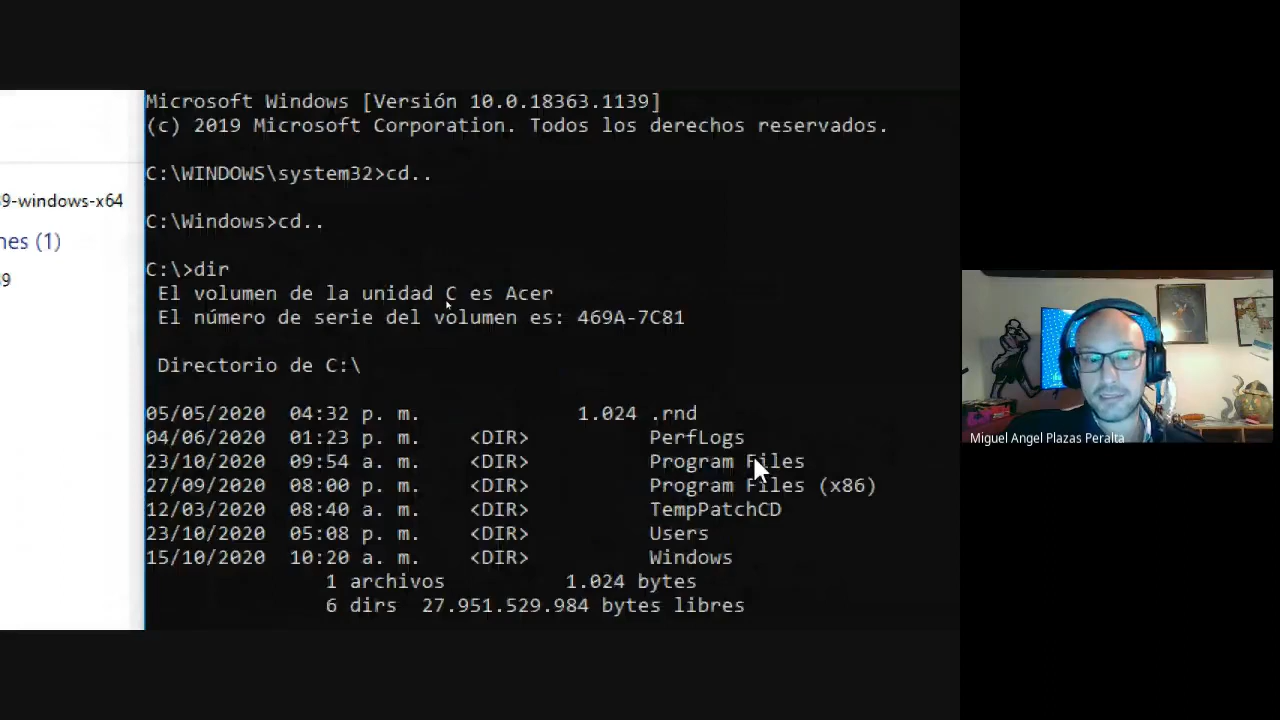 Microsoft Windows [Versión 10.0.18363.1139]
(c) 2019 Microsoft Corporation. Todos los derechos reservados.
C:\WINDOWS\system32>cd..
9-windows-x64
C:\Windows>cd..
nes (1)
C:\>dir
9
El volumen de la unidad C es Acer
El número de serie del volumen es: 469A-7C81
Directorio de C:\
05/05/2020 04:32 p. m. 1.024 .rnd
04/06/2020 01:23 p. m. <DIR> PerfLogs
23/10/2020 09:54 a. m. <DIR> Program Files
27/09/2020 08:00 p. m. <DIR> Program Files (x86)
12/03/2020 08:40 a. m. <DIR> TempPatchCD
23/10/2020 05:08 p. m. <DIR> Users
15/10/2020 10:20 a. m. <DIR> Windows
1 archivos 1.024 bytes
6 dirs 27.951.529.984 bytes libres
Miguel Angel Plazas Peralta